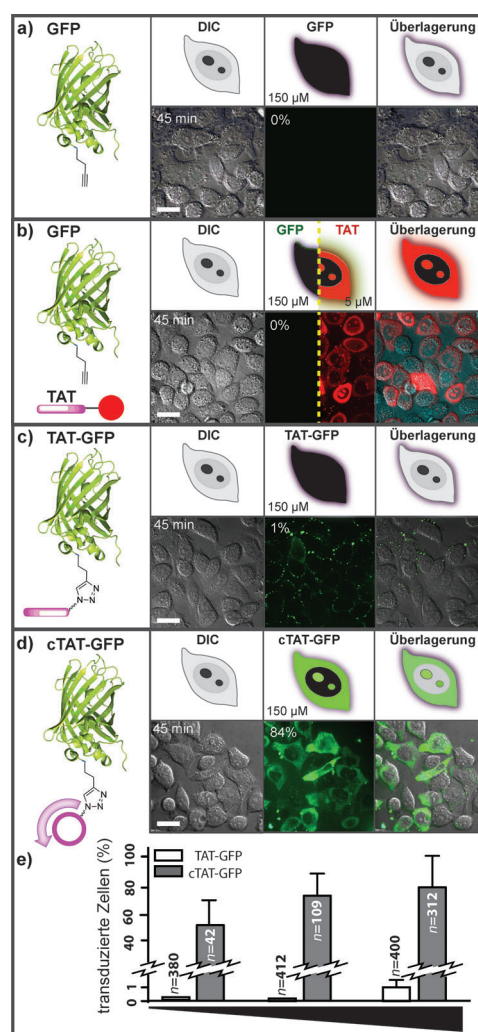 a) GFP DIC GFP Überlagerung
150 µM
45 min 0%
b) GFP DIC GFP TAT Überlagerung
150 µM 5 µM
45 min 0%
TAT
c) TAT-GFP DIC TAT-GFP Überlagerung
150 µM
45 min 1%
N N
N
d) cTAT-GFP DIC cTAT-GFP Überlagerung
150 µM
45 min 84%
N N
N
e)
TAT-GFP
cTAT-GFP
transduzierte Zellen (%)
100
80
60
40
1
0
n=380
n=42
n=412
n=109
n=400
n=312